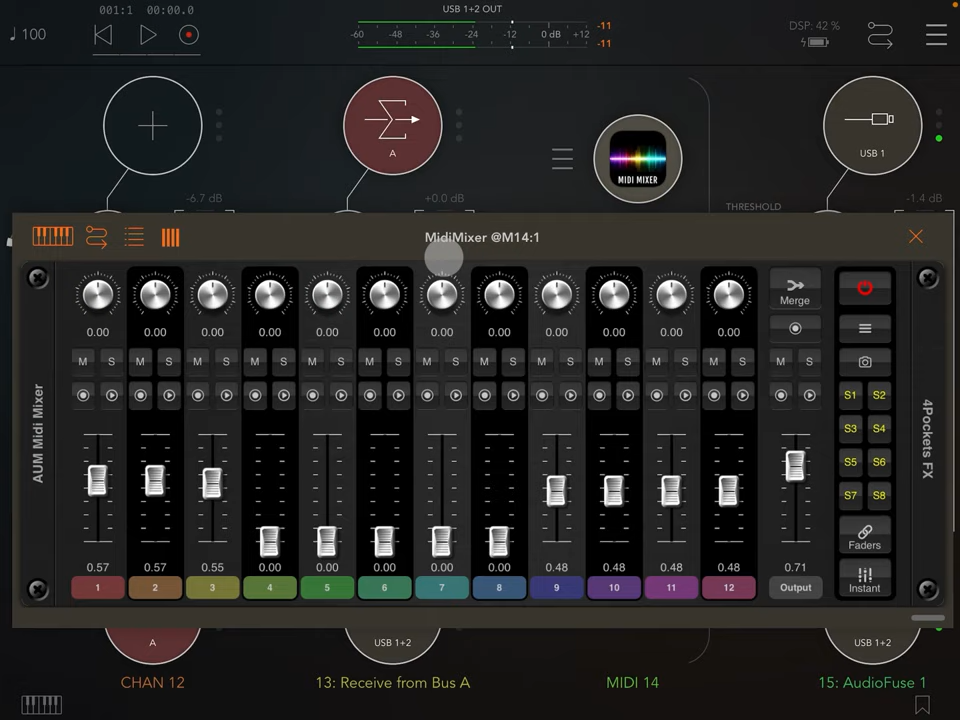 USB 1+2 OUT
001:1 00:00.0
♩100
-60 -48 -36 -24 -12 0 dB +12
-11
-11
DSP: 42 %
A
MIDI MIXER
USB 1
-6.7 dB
+0.0 dB
THRESHOLD
-1.4 dB
MidiMixer @M14:1
AUM Midi Mixer
0.00 0.00 0.00 0.00 0.00 0.00 0.00 0.00 0.00 0.00 0.00 0.00
Merge
M S M S M S M S M S M S M S M S M S M S M S M S M S
S1 S2
S3 S4
S5 S6
S7 S8
Faders
Instant
0.57 0.57 0.55 0.00 0.00 0.00 0.00 0.00 0.48 0.48 0.48 0.48 0.71
1 2 3 4 5 6 7 8 9 10 11 12 Output
4Pockets FX
A
USB 1+2
USB 1+2
CHAN 12
13: Receive from Bus A
MIDI 14
15: AudioFuse 1